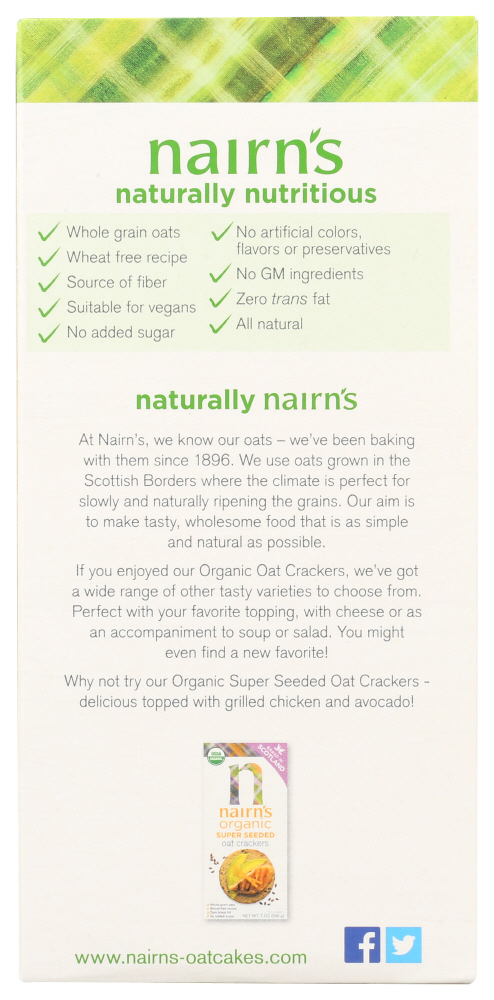 nairn's
naturally nutritious
Whole grain oats
Wheat free recipe
Source of fiber
Suitable for vegans
No added sugar
No artificial colors,
flavors or preservatives
No GM ingredients
Zero trans fat
All natural
naturally nairn's
At Nairn's, we know our oats – we've been baking
with them since 1896. We use oats grown in the
Scottish Borders where the climate is perfect for
slowly and naturally ripening the grains. Our aim is
to make tasty, wholesome food that is as simple
and natural as possible.
If you enjoyed our Organic Oat Crackers, we've got
a wide range of other tasty varieties to choose from.
Perfect with your favorite topping, with cheese or as
an accompaniment to soup or salad. You might
even find a new favorite!
Why not try our Organic Super Seeded Oat Crackers -
delicious topped with grilled chicken and avocado!
USDA
ORGANIC
SCOTLAND
n
nairn's
organic
SUPER SEEDED
oat crackers
www.nairns-oatcakes.com